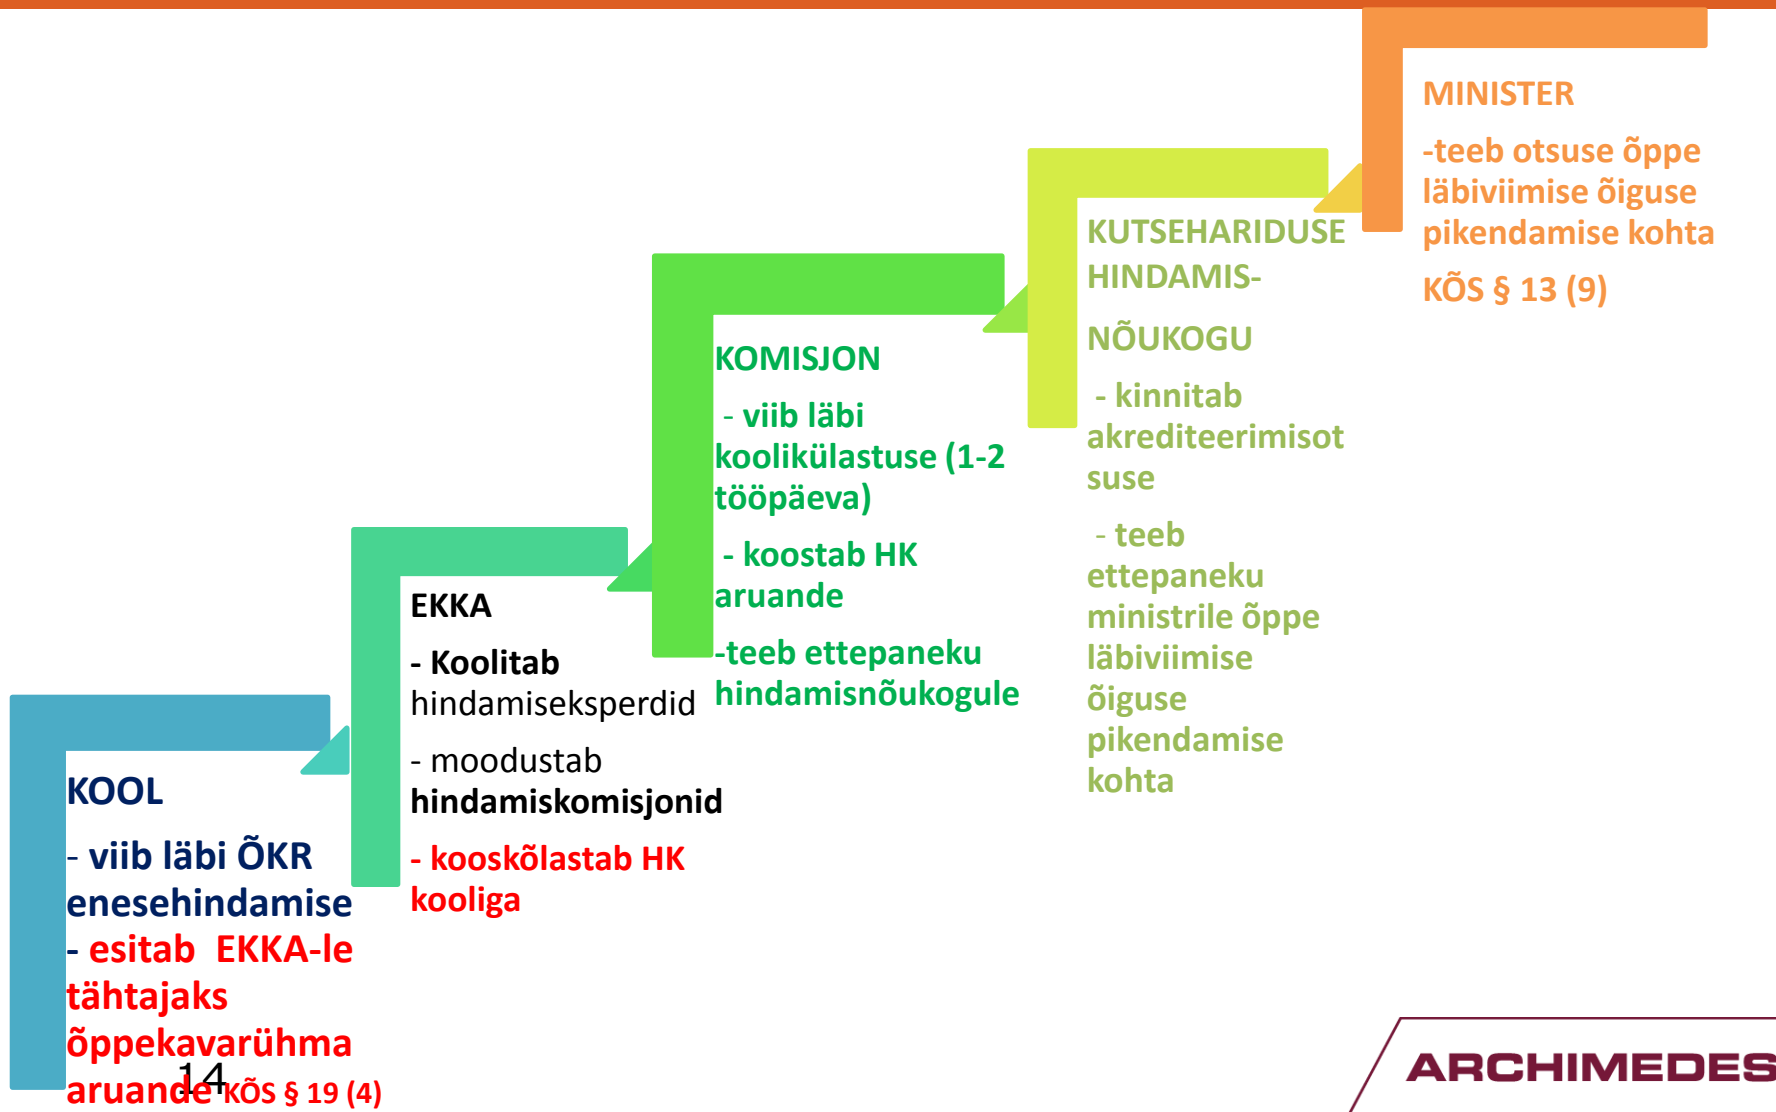 KOOL
- viib läbi ÕKR
enesehindamise
- esitab EKKA-le
tähtajaks
õppekavarühma
aruande KÕS § 19 (4)
14
EKKA
- Koolitab
hindamiseksperdid
- moodustab
hindamiskomisjonid
- kooskõlastab HK
kooliga
KOMISJON
- viib läbi
koolikülastuse (1-2
tööpäeva)
- koostab HK
aruande
-teeb ettepaneku
hindamisnõukogule
KUTSEHARIDUSE
HINDAMIS-
NÕUKOGU
- kinnitab
akrediteerimisot
suse
- teeb
ettepaneku
ministrile õppe
läbiviimise
õiguse
pikendamise
kohta
MINISTER
-teeb otsuse õppe
läbiviimise õiguse
pikendamise kohta
KÕS § 13 (9)
ARCHIMEDES